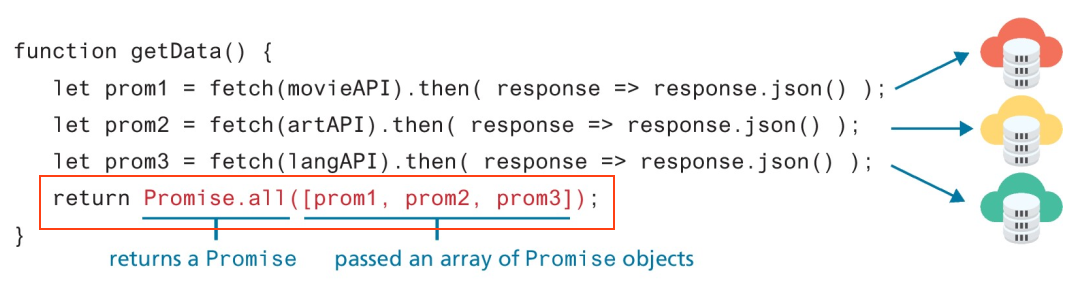 function getData() {
let prom1 = fetch(movieAPI).then( response => response.json() );
let prom2 = fetch(artAPI).then( response => response.json() );
let prom3 = fetch(langAPI).then( response => response.json() );
return Promise.all([prom1, prom2, prom3]);
}
returns a Promise passed an array of Promise objects